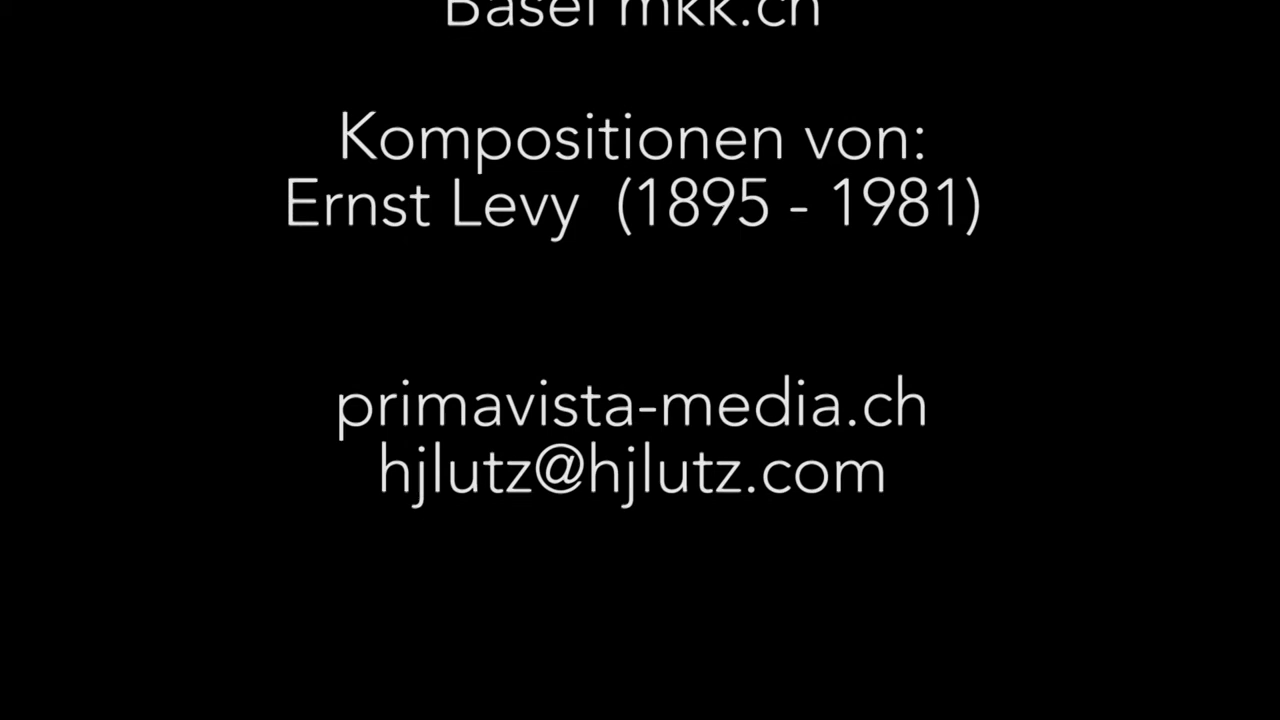 Basel mkk.ch
Kompositionen von:
Ernst Levy (1895 - 1981)
primavista-media.ch
hjlutz@hjlutz.com